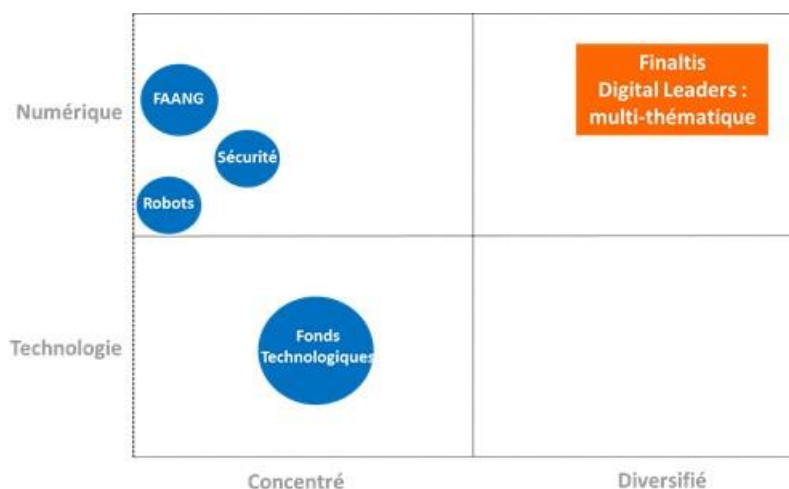 FAANG
Numérique
Sécurité
Robots
Finaltis
Digital Leaders :
multi-thématique
Technologie
Fonds
Technologiques
Concentré
Diversifié